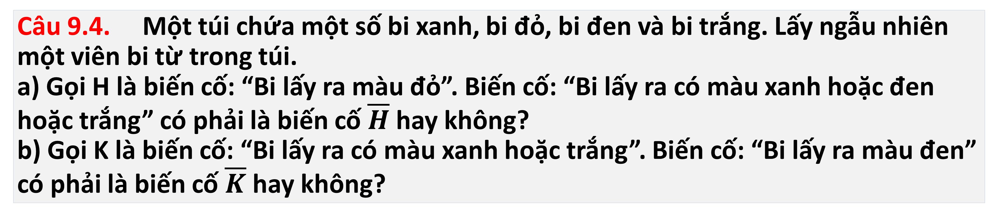 Câu 9.4. Một túi chứa một số bi xanh, bi đỏ, bi đen và bi trắng. Lấy ngẫu nhiên
một viên bi từ trong túi.
a) Gọi H là biến cố: “Bi lấy ra màu đỏ”. Biến cố: “Bi lấy ra có màu xanh hoặc đen
hoặc trắng” có phải là biến cố H̅ hay không?
b) Gọi K là biến cố: “Bi lấy ra có màu xanh hoặc trắng”. Biến cố: “Bi lấy ra màu đen”
có phải là biến cố K̅ hay không?